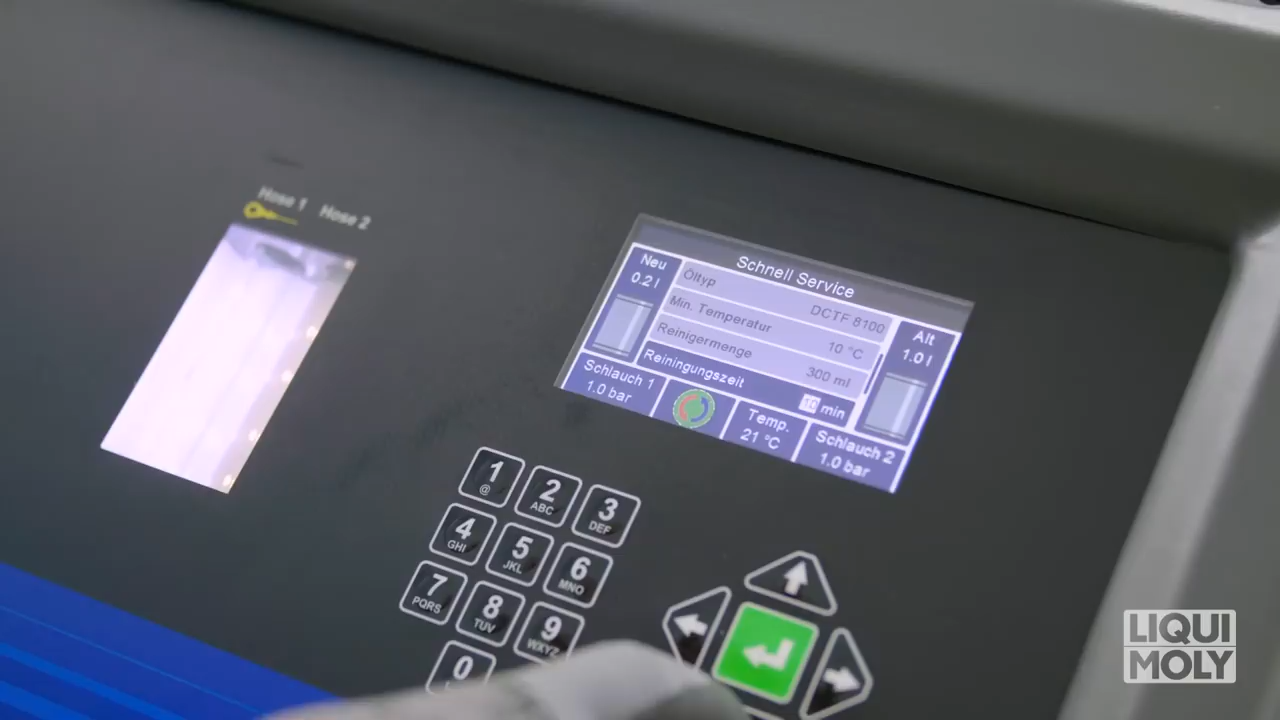 Hose 1 Hose 2
Schnell Service
Neu
0.2 l
Öltyp DCTF 8100
Min. Temperatur 10 °C
Reinigermenge 300 ml
Reiningungszeit 10 min
Alt
1.0 l
Schlauch 1
1.0 bar
Temp.
21 °C
Schlauch 2
1.0 bar
1 2 3
@ ABC DEF
4 5 6
GHI JKL MNO
7 8 9
PQRS TUV WXYZ
0
LIQUI
MOLY